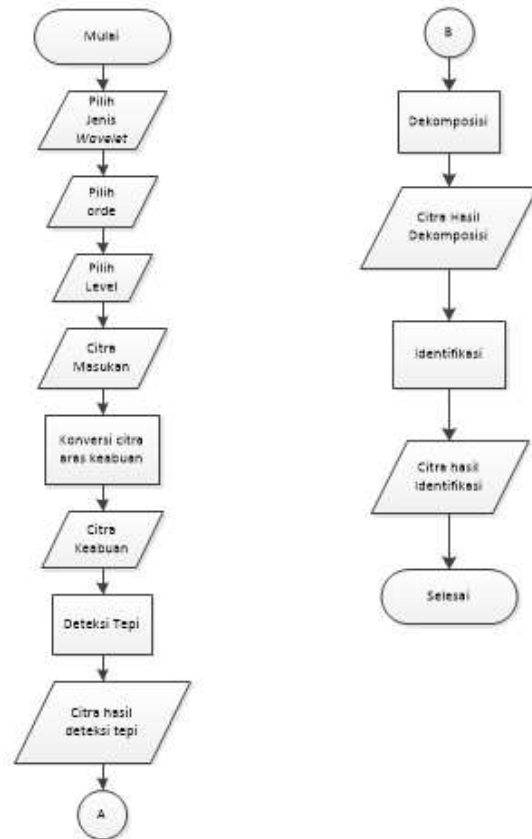 Mulai
Pilih
Jenis
Wavelet
Pilih
orde
Pilih
Level
Citra
Masukan
Konversi citra
aras keabuan
Citra
Keabuan
Deteksi Tepi
Citra hasil
deteksi tepi
A
B
Dekomposisi
Citra Hasil
Dekomposisi
Identifikasi
Citra hasil
Identifikasi
Selesai